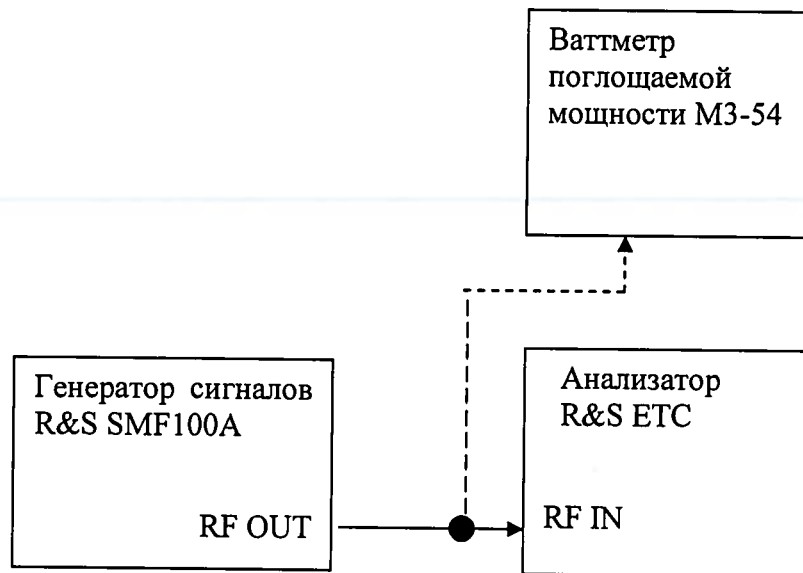 Ваттметр
поглощаемой
мощности М3-54
Генератор сигналов
R&S SMF100A
RF OUT
Анализатор
R&S ETC
RF IN